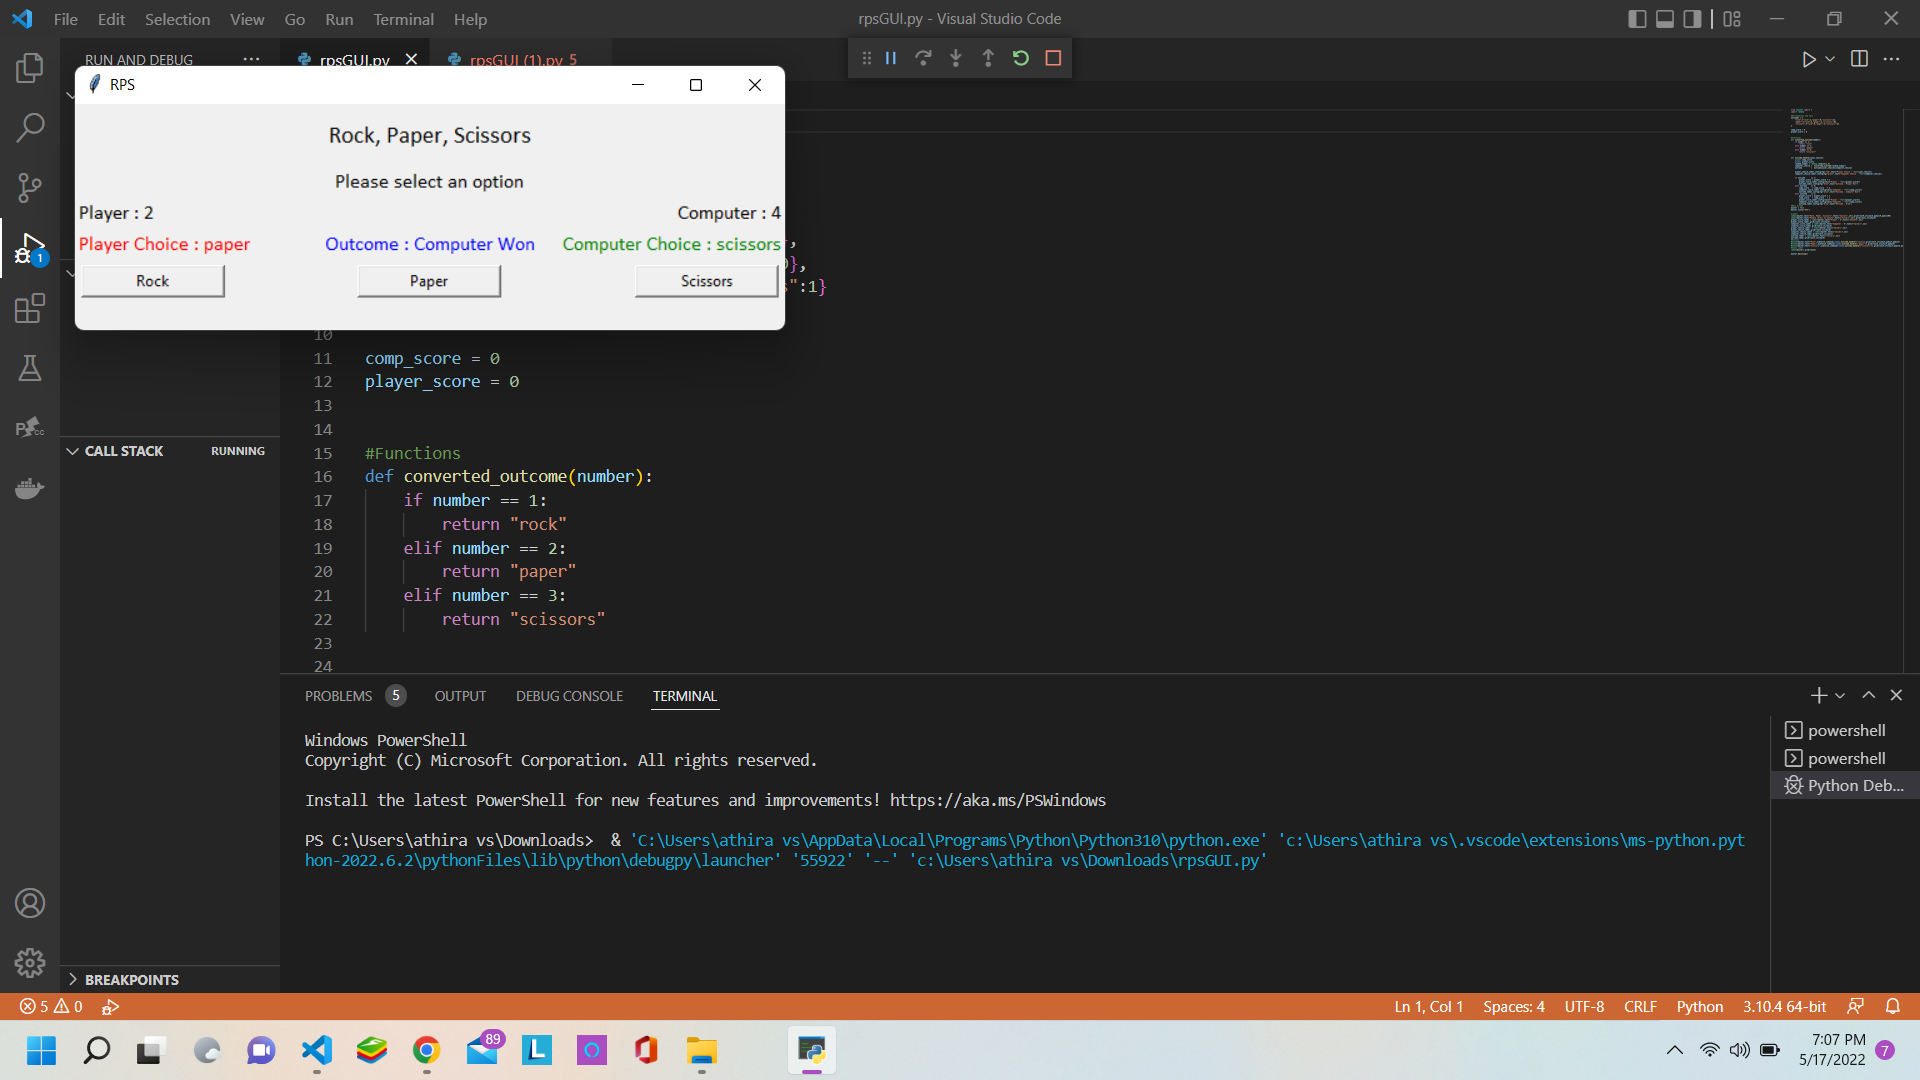 File Edit Selection View Go Run Terminal Help
rpsGUI.py - Visual Studio Code
RUN AND DEBUG
rpsGUI.py
rpsGUI (1).py 5
RPS
Rock, Paper, Scissors
Please select an option
Player : 2
Computer : 4
Player Choice : paper
Outcome : Computer Won
Computer Choice : scissors
Rock
Paper
Scissors
},
":1}
10
11 comp_score = 0
12 player_score = 0
13
14
15 #Functions
16 def converted_outcome(number):
17 if number == 1:
18 return "rock"
19 elif number == 2:
20 return "paper"
21 elif number == 3:
22 return "scissors"
23
24
1
CALL STACK
RUNNING
BREAKPOINTS
PROBLEMS 5 OUTPUT DEBUG CONSOLE TERMINAL
Windows PowerShell
Copyright (C) Microsoft Corporation. All rights reserved.
Install the latest PowerShell for new features and improvements! https://aka.ms/PSWindows
PS C:\Users\athira vs\Downloads>  & 'C:\Users\athira vs\AppData\Local\Programs\Python\Python310\python.exe' 'c:\Users\athira vs\.vscode\extensions\ms-python.pyt
hon-2022.6.2\pythonFiles\lib\python\debugpy\launcher' '55922' '--' 'c:\Users\athira vs\Downloads\rpsGUI.py'
powershell
powershell
Python Deb...
5 0
Ln 1, Col 1 Spaces: 4 UTF-8 CRLF Python 3.10.4 64-bit
89
L
7:07 PM
5/17/2022
7